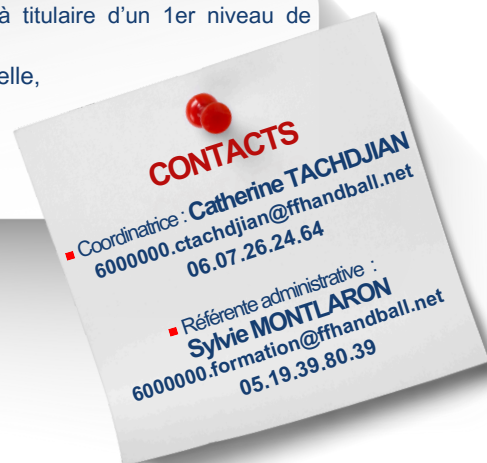 à titulaire d'un 1er niveau de
elle,
CONTACTS
▪ Coordinatrice : Catherine TACHDJIAN
6000000.ctachdjian@ffhandball.net
06.07.26.24.64
▪ Référente administrative :
Sylvie MONTLARON
6000000.formation@ffhandball.net
05.19.39.80.39